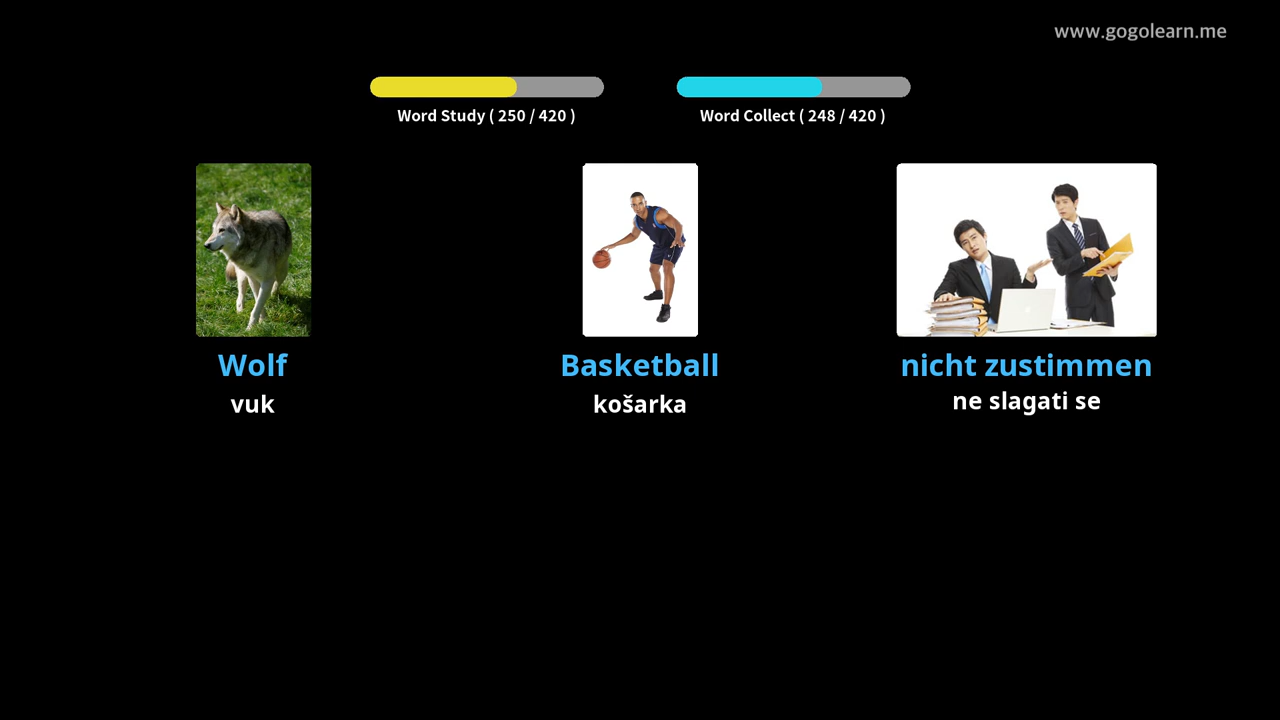 www.gogolearn.me
Word Study ( 250 / 420 )
Word Collect ( 248 / 420 )
Wolf
vuk
Basketball
košarka
nicht zustimmen
ne slagati se